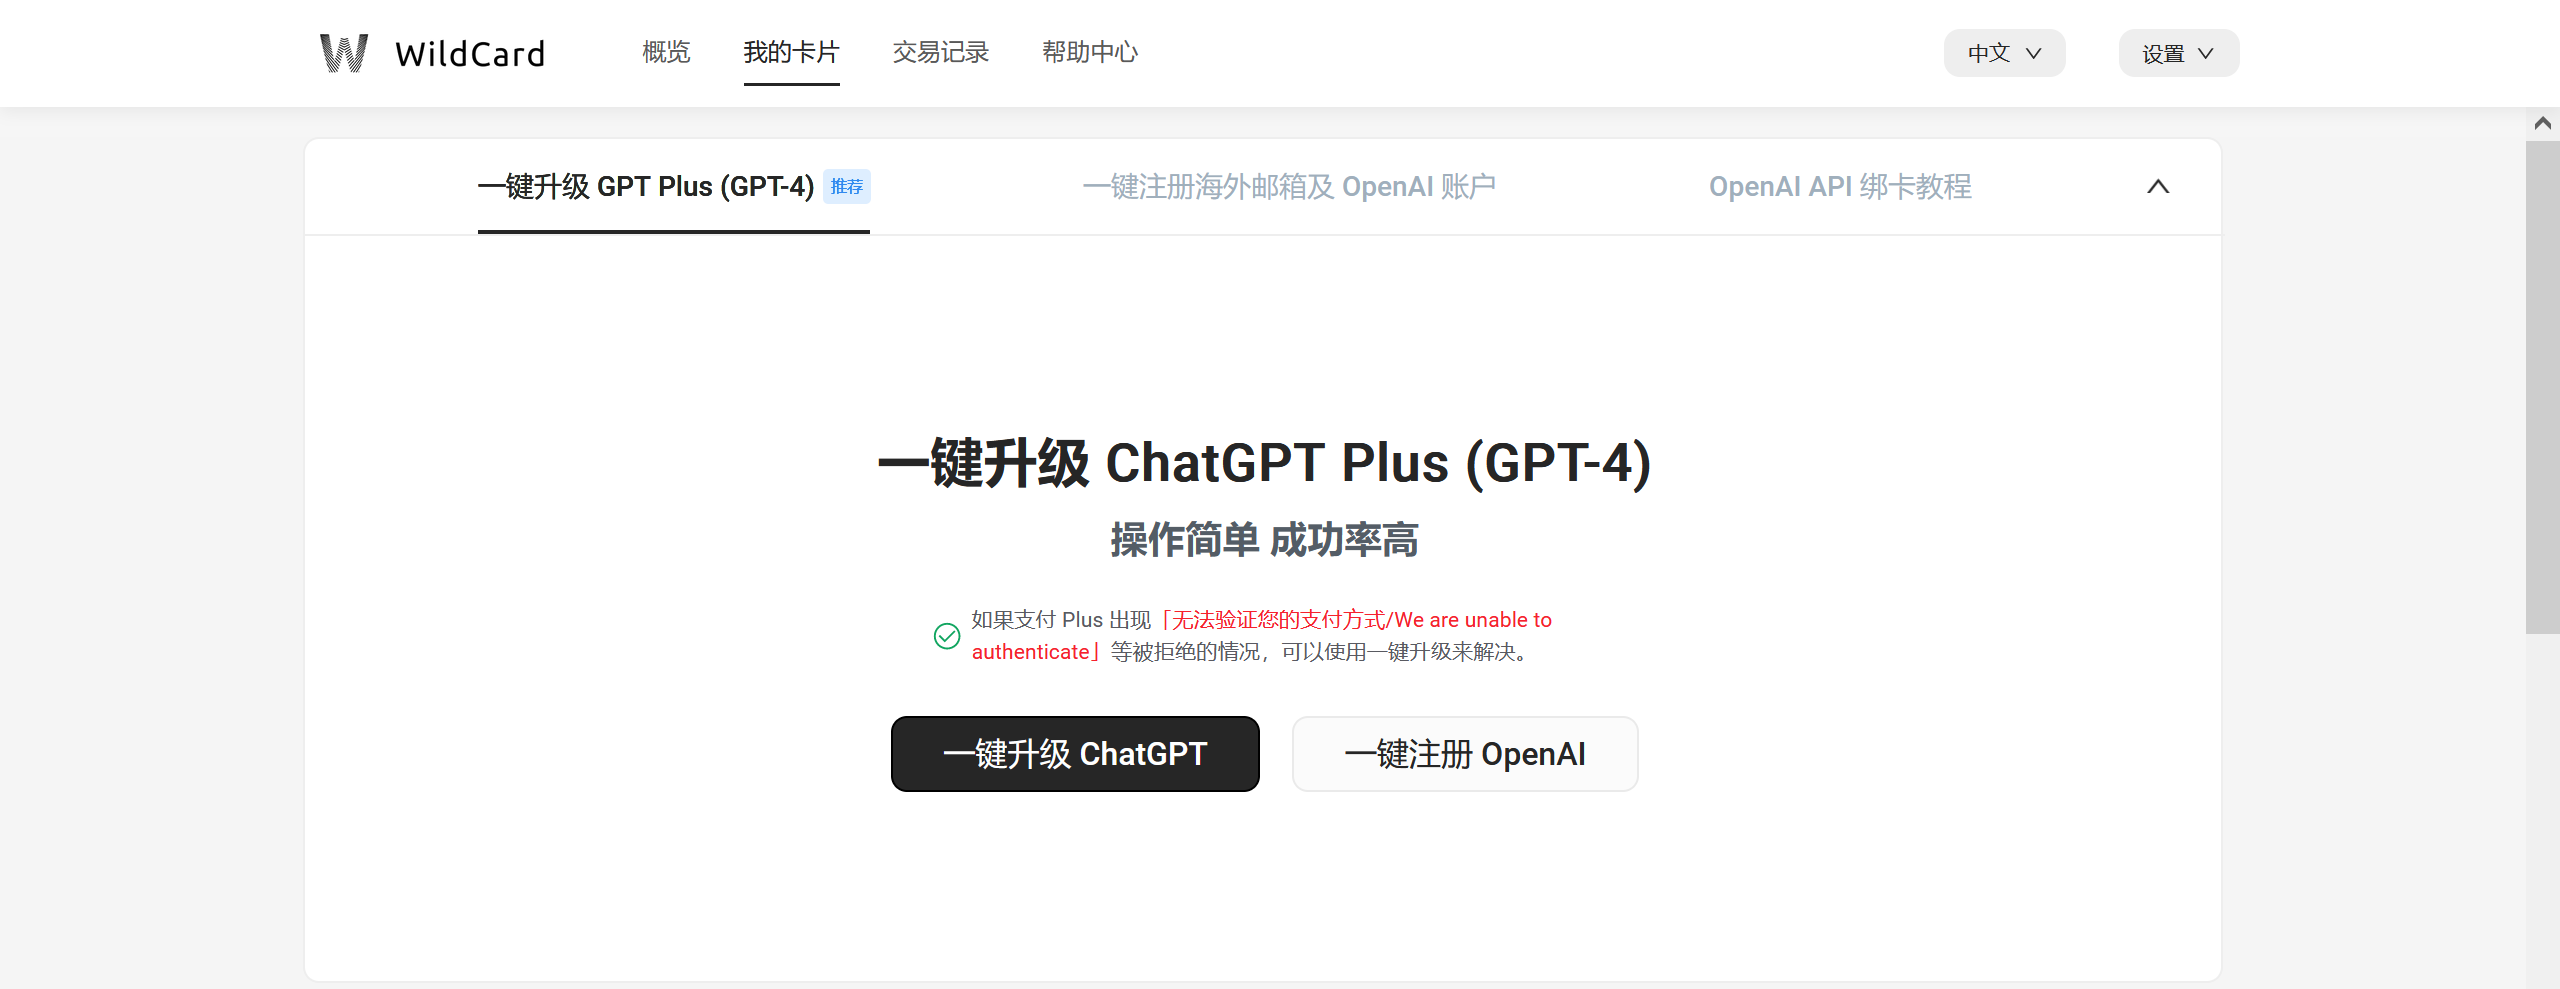 WildCard
概览
我的卡片
交易记录
帮助中心
中文
设置
一键升级 GPT Plus (GPT-4) 推荐
一键注册海外邮箱及 OpenAI 账户
OpenAI API 绑卡教程
一键升级 ChatGPT Plus (GPT-4)
操作简单 成功率高
如果支付 Plus 出现「无法验证您的支付方式/We are unable to
authenticate」等被拒绝的情况，可以使用一键升级来解决。
一键升级 ChatGPT
一键注册 OpenAI